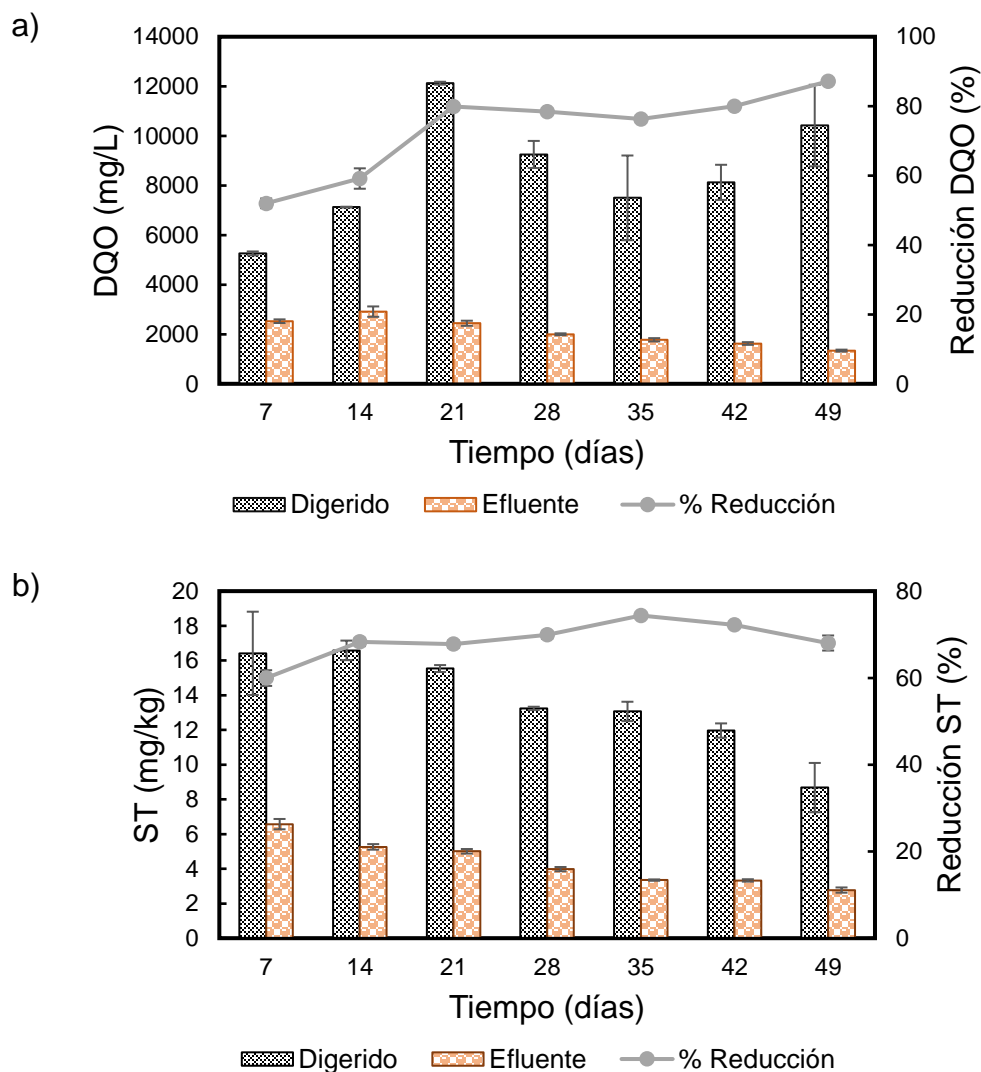 a)
DQO (mg/L)
14000
12000
10000
8000
6000
4000
2000
0
Reducción DQO (%)
100
80
60
40
20
0
7 14 21 28 35 42 49
Tiempo (días)
Digerido Efluente % Reducción
b)
ST (mg/kg)
20
18
16
14
12
10
8
6
4
2
0
Reducción ST (%)
80
60
40
20
0
7 14 21 28 35 42 49
Tiempo (días)
Digerido Efluente % Reducción